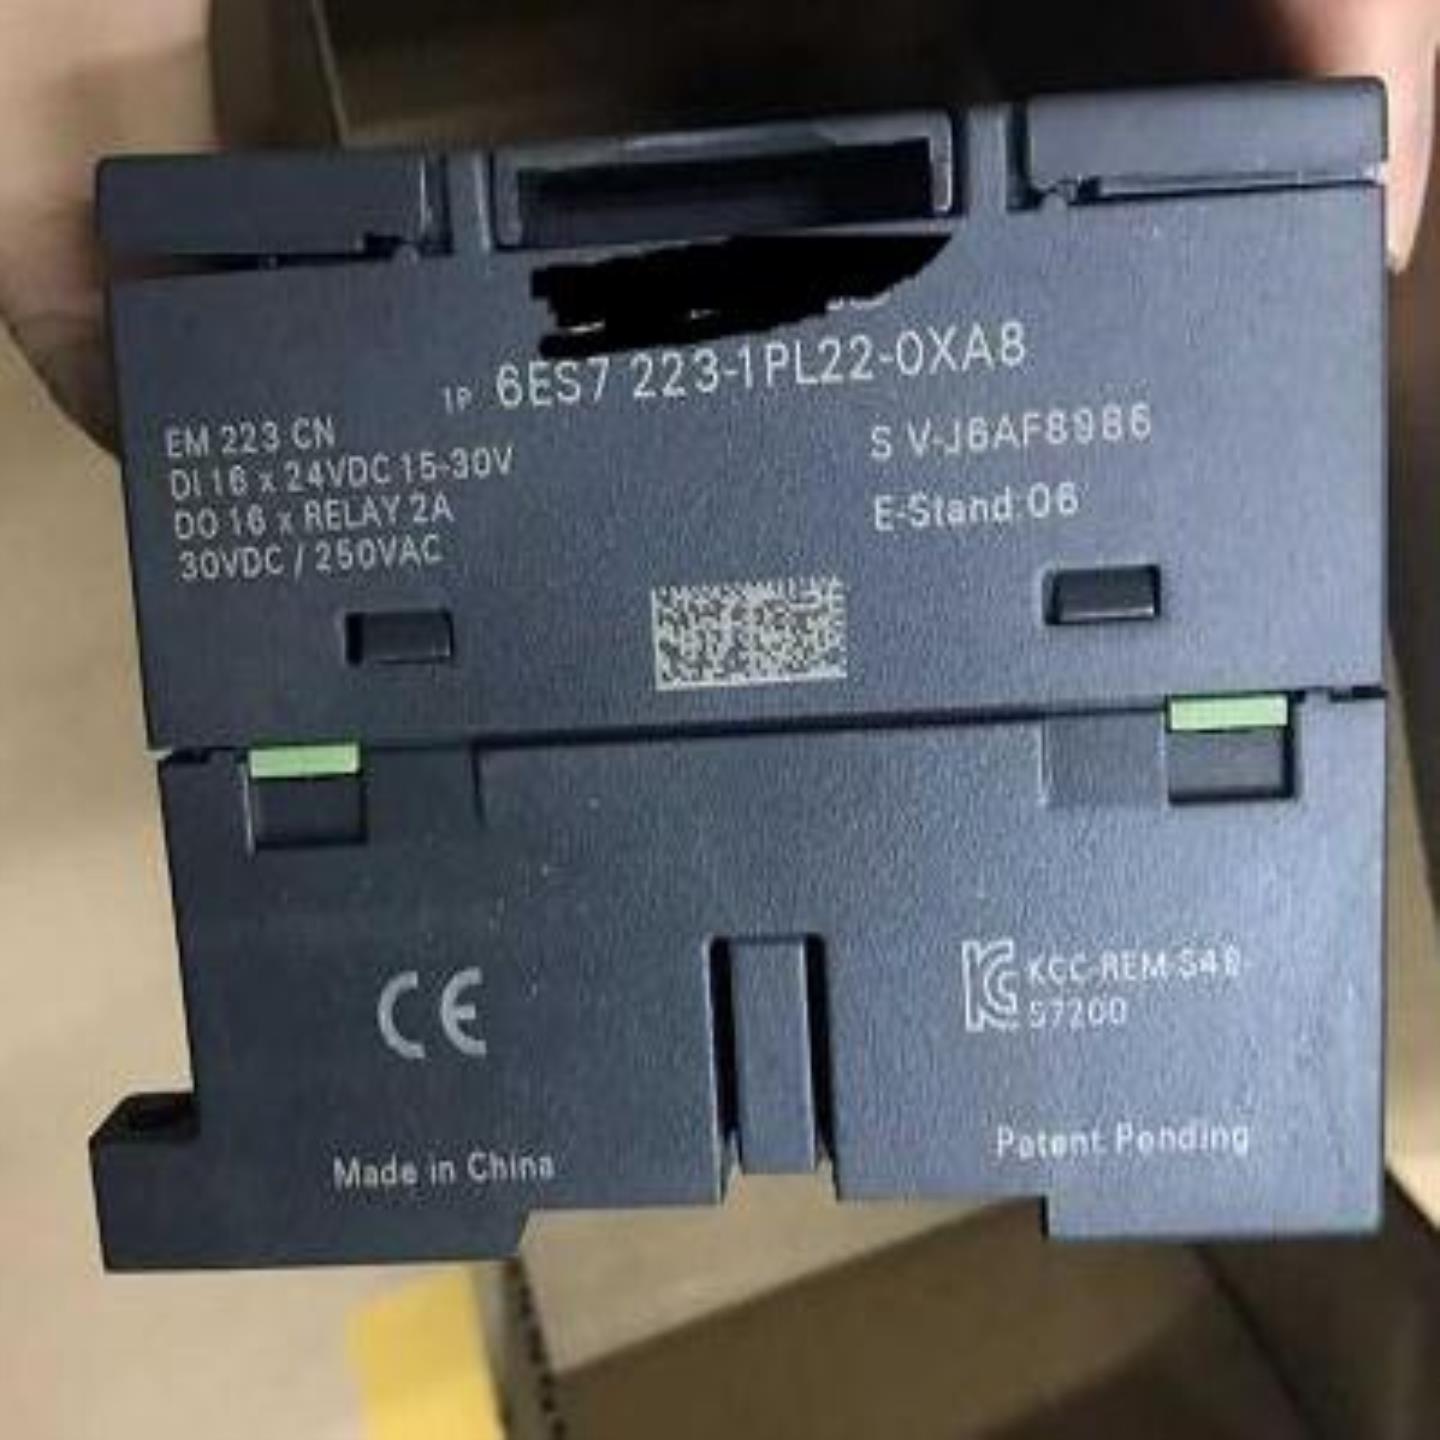 1P 6ES7 223-1PL22-0XA8
EM 223 CN
DI 16 x 24VDC 15-30V
DO 16 x RELAY 2A
30VDC / 250VAC
S V-J6AF8986
E-Stand:06
CE
KCC-REM-S49-
S7200
Made in China
Patent Pending